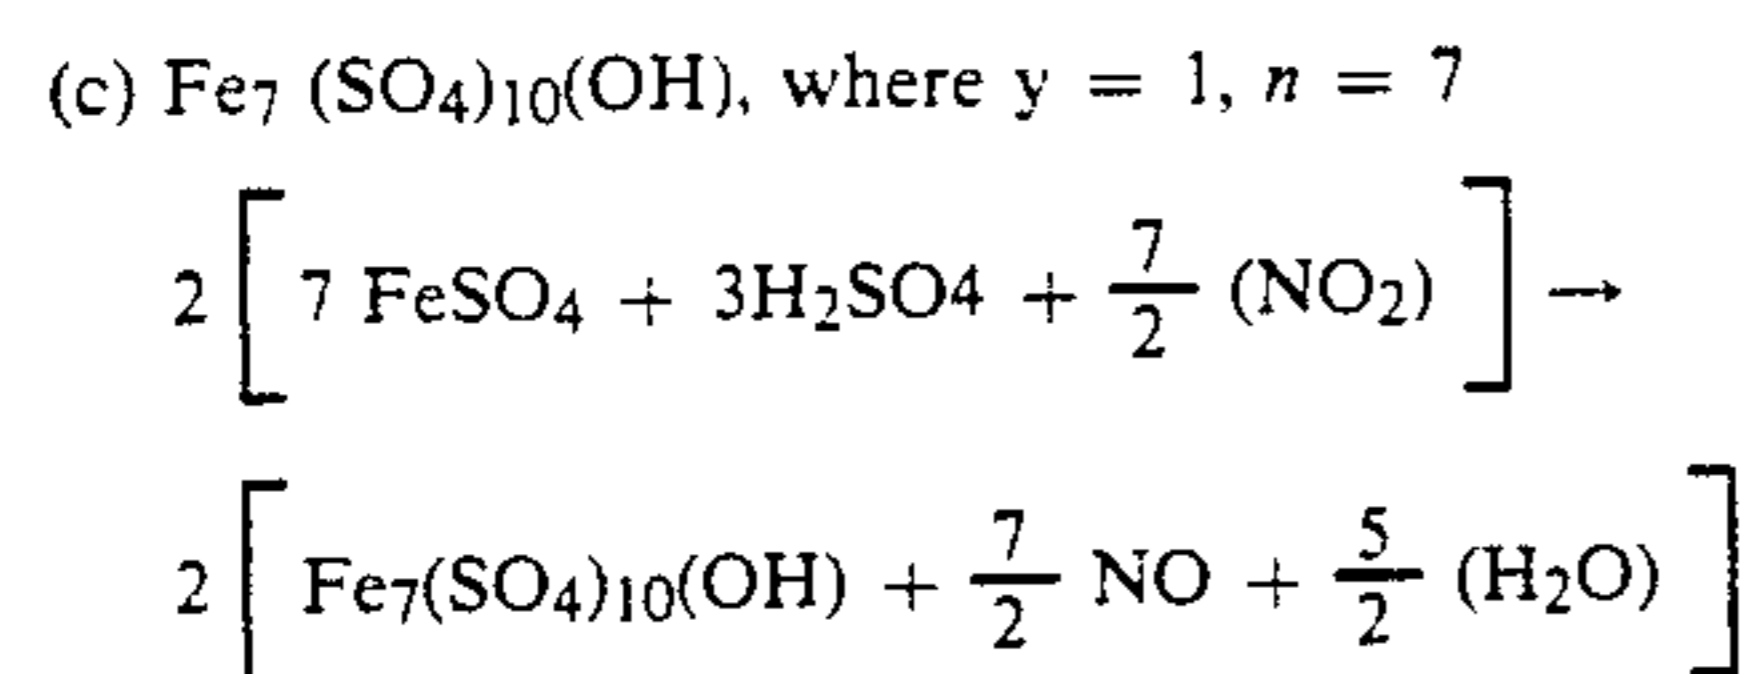 (c) Fe₇ (SO₄)₁₀(OH), where y = 1, n = 7
2 [ 7 FeSO₄ + 3H₂SO4 + 7/2 (NO₂) ] →
2 [ Fe₇(SO₄)₁₀(OH) + 7/2 NO + 5/2 (H₂O) ]